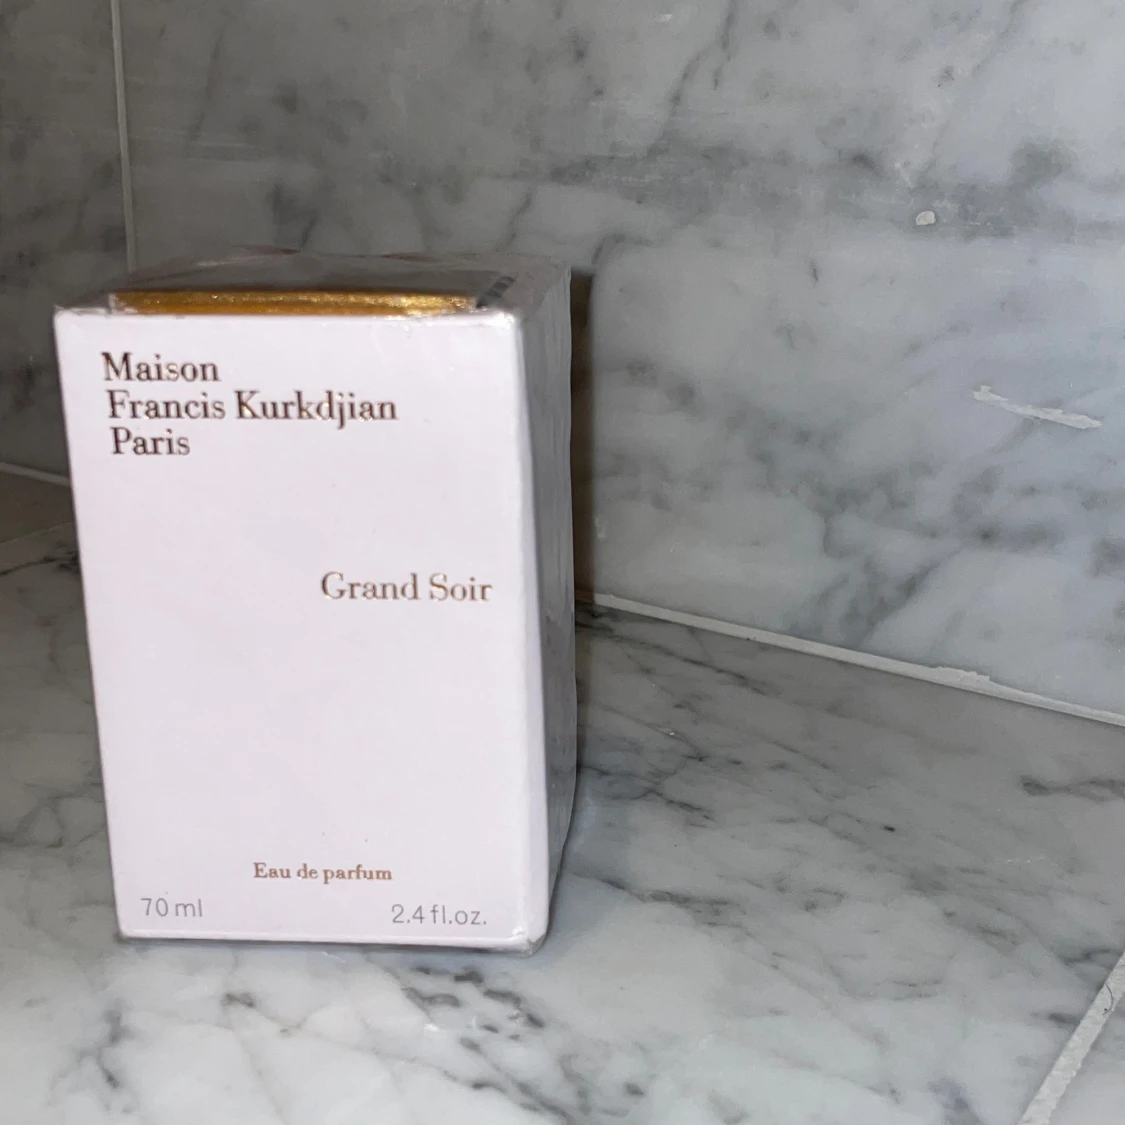 Maison
Francis Kurkdjian
Paris
Grand Soir
Eau de parfum
70 ml
2.4 fl.oz.